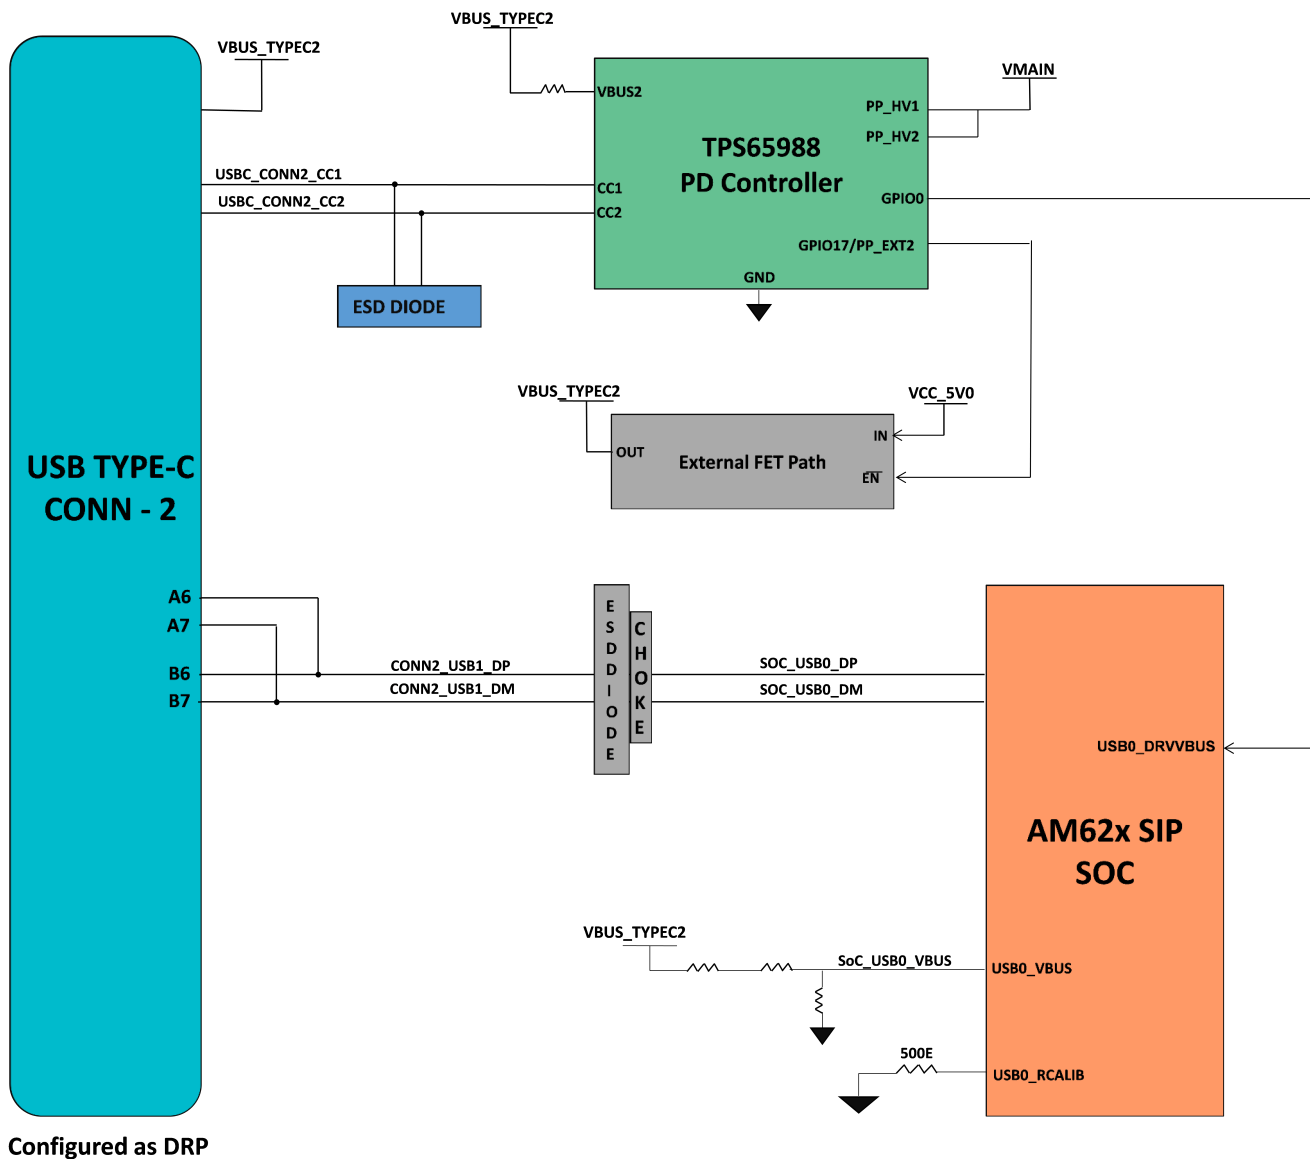 VBUS_TYPEC2
VBUS_TYPEC2
VMAIN
VBUS2
PP_HV1
PP_HV2
TPS65988
PD Controller
USBC_CONN2_CC1
CC1
USBC_CONN2_CC2
CC2
GPIO0
GPIO17/PP_EXT2
GND
ESD DIODE
VBUS_TYPEC2
VCC_5V0
OUT
External FET Path
IN
EN
USB TYPE-C
CONN - 2
A6
A7
B6
B7
CONN2_USB1_DP
CONN2_USB1_DM
ESDDIODE
CHOKE
SOC_USB0_DP
SOC_USB0_DM
USB0_DRVVBUS
AM62x SIP
SOC
VBUS_TYPEC2
SoC_USB0_VBUS
USB0_VBUS
500E
USB0_RCALIB
Configured as DRP